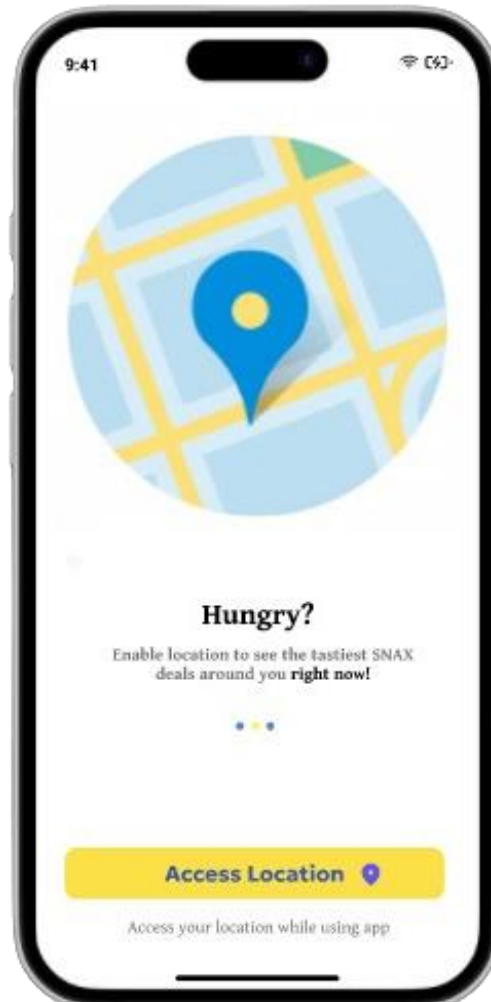 9:41
Hungry?
Enable location to see the tastiest SNAX
deals around you right now!
Access Location
Access your location while using app